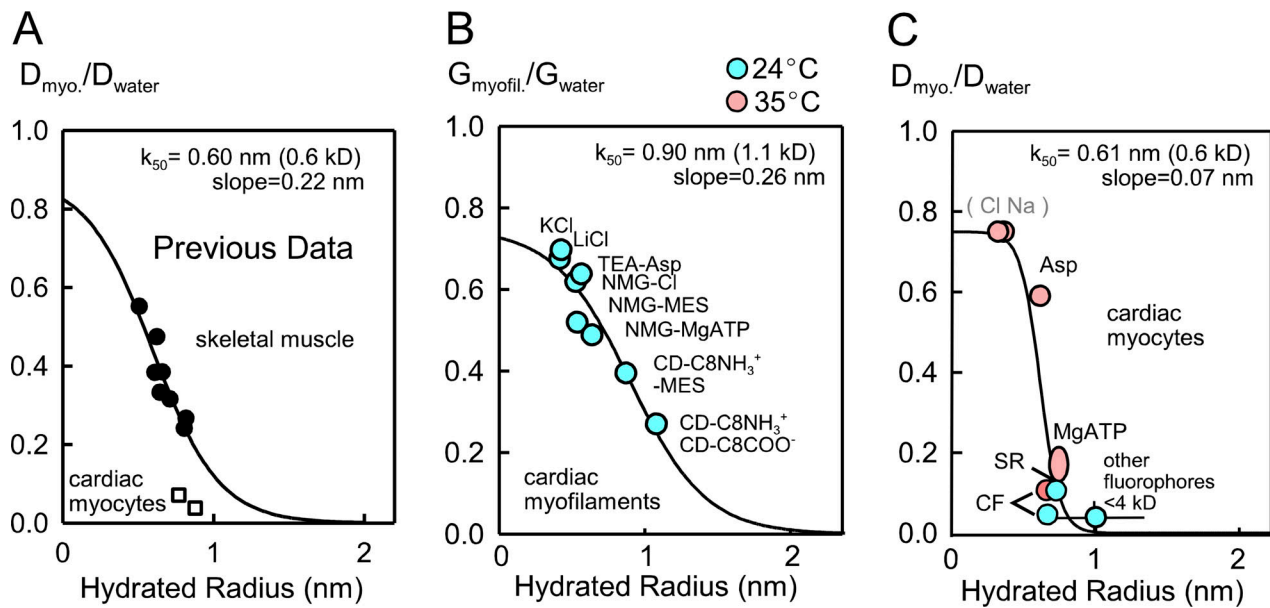 A
D_myo./D_water
1.0
0.8
0.6
0.4
0.2
0.0
k₅₀= 0.60 nm (0.6 kD)
slope=0.22 nm
Previous Data
skeletal muscle
cardiac
myocytes
0
1
2
Hydrated Radius (nm)
B
G_myofil./G_water
24°C
35°C
1.0
0.8
0.6
0.4
0.2
0.0
k₅₀= 0.90 nm (1.1 kD)
slope=0.26 nm
KCl
LiCl
TEA-Asp
NMG-Cl
NMG-MES
NMG-MgATP
CD-C8NH₃⁺
-MES
CD-C8NH₃⁺
CD-C8COO⁻
cardiac
myofilaments
0
1
2
Hydrated Radius (nm)
C
D_myo./D_water
1.0
0.8
0.6
0.4
0.2
0.0
k₅₀= 0.61 nm (0.6 kD)
slope=0.07 nm
( Cl Na )
Asp
cardiac
myocytes
MgATP
SR
CF
other
fluorophores
<4 kD
0
1
2
Hydrated Radius (nm)